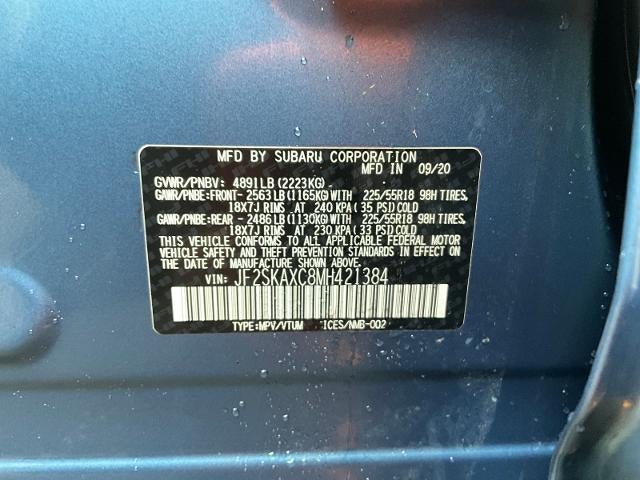 MFD BY SUBARU CORPORATION
MFD IN 09/20
GVWR/PNBV: 4891LB (2223KG)
GAWR/PNBE:FRONT- 2563LB (1165KG)WITH 225/55R18 98H TIRES,
18X7J RIMS AT 240 KPA (35 PSI)COLD
GAWR/PNBE:REAR - 2486LB (1130KG)WITH 225/55R18 98H TIRES,
18X7J RIMS AT 230 KPA (33 PSI)COLD
THIS VEHICLE CONFORMS TO ALL APPLICABLE FEDERAL MOTOR
VEHICLE SAFETY AND THEFT PREVENTION STANDARDS IN EFFECT
ON THE DATE OF MANUFACTURE SHOWN ABOVE.
VIN: JF2SKAXC8MH421384
TYPE:MPV/VTUM ICES/NMB-002